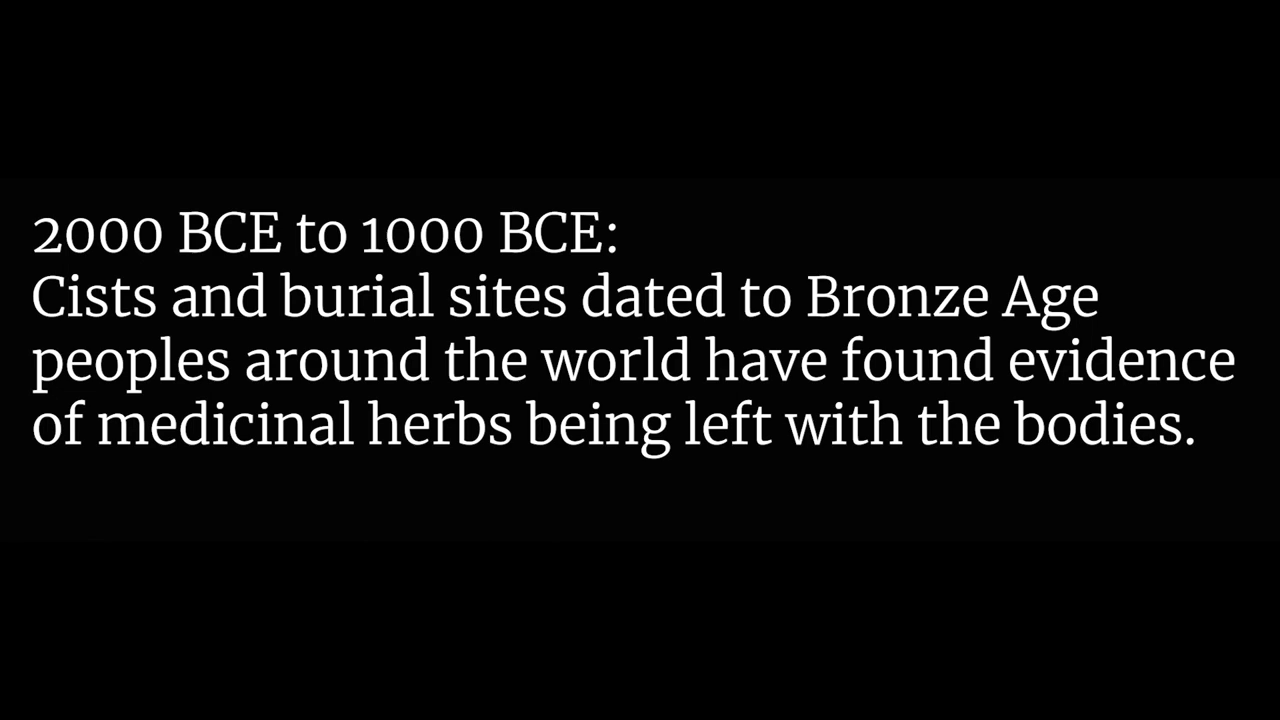 2000 BCE to 1000 BCE:
Cists and burial sites dated to Bronze Age
peoples around the world have found evidence
of medicinal herbs being left with the bodies.